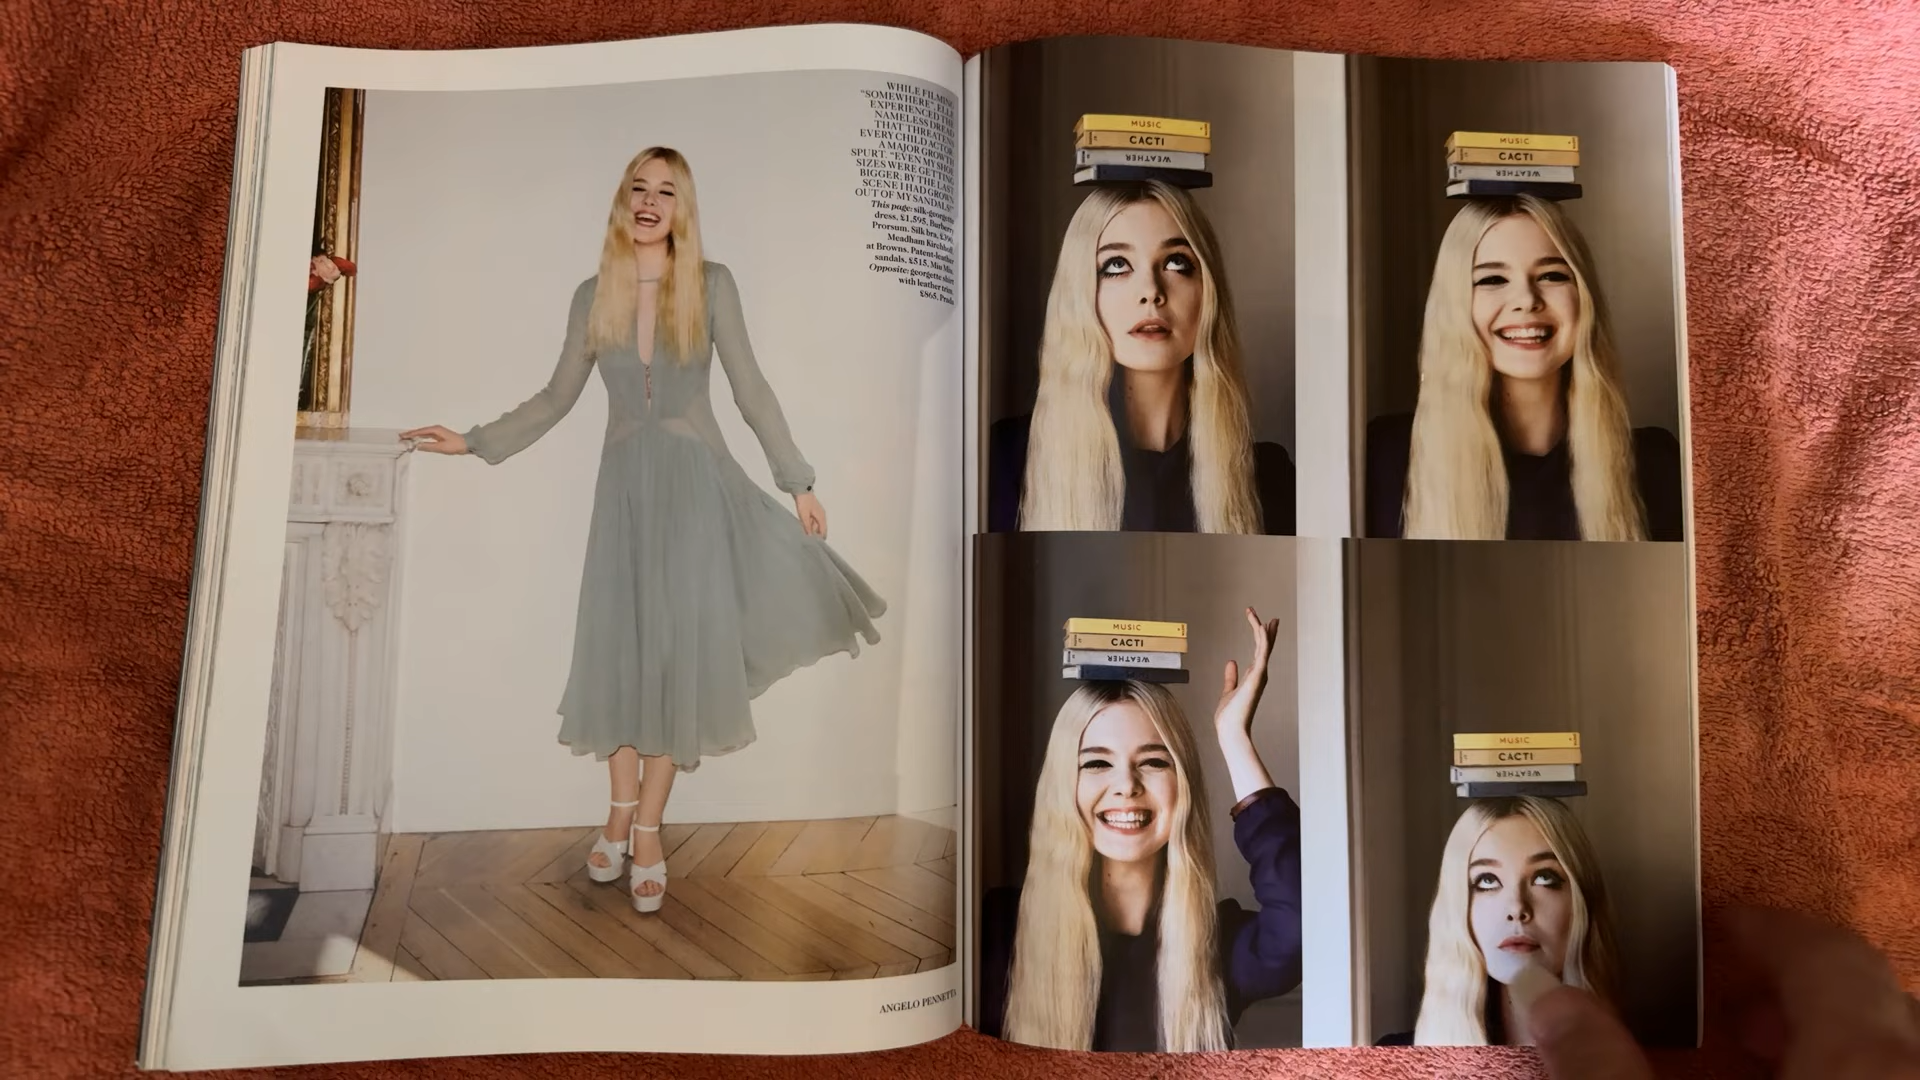 WHILE FILMING
"SOMEWHERE", ELLE
EXPERIENCED THE
NAMELESS DREAD
THAT THREATENS
EVERY CHILD ACTOR:
A MAJOR GROWTH
SPURT. "EVEN MY SHOE
SIZES WERE GETTING
BIGGER; BY THE LAST
SCENE I HAD GROWN
OUT OF MY SANDALS!"
This page: silk-georgette
dress, £1,595, Burberry
Prorsum. Silk bra, £390,
Meadham Kirchhoff,
at Browns. Patent-leather
sandals, £515, Miu Miu.
Opposite: georgette shirt
with leather trim,
£865, Prada
ANGELO PENNETTA
MUSIC
CACTI
WEATHER
MUSIC
CACTI
WEATHER
MUSIC
CACTI
WEATHER
MUSIC
CACTI
WEATHER